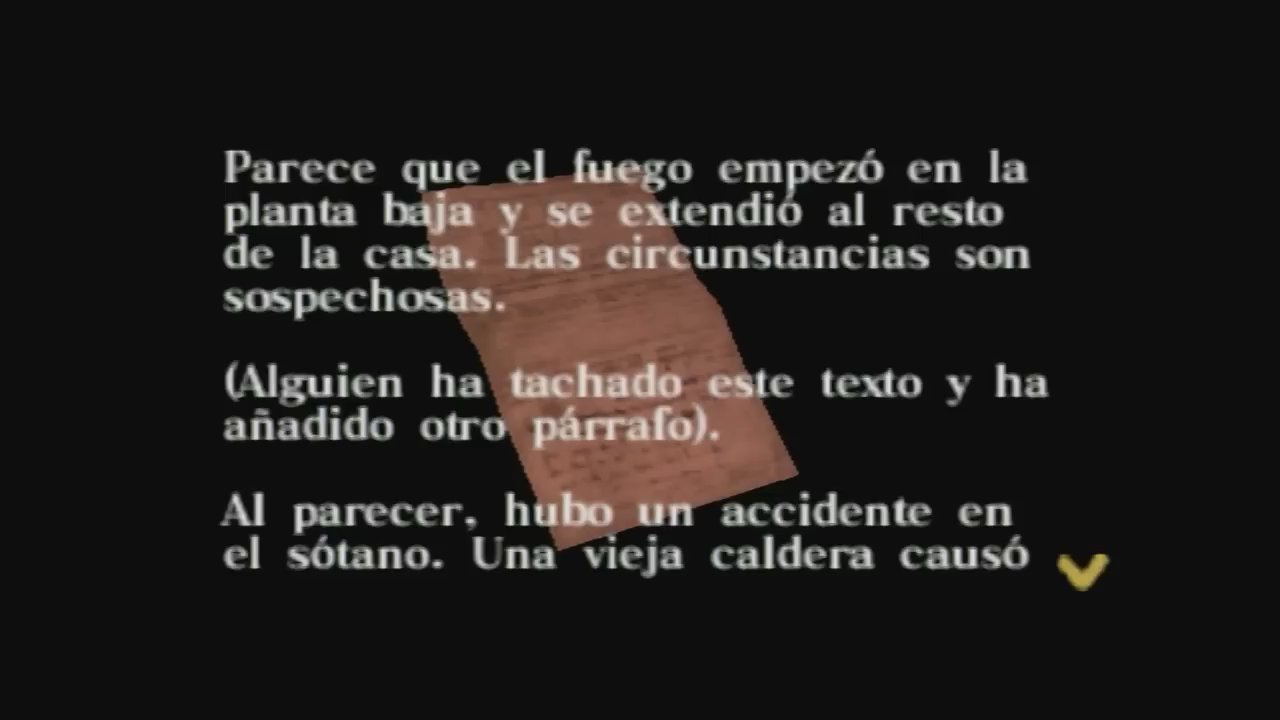 Parece que el fuego empezó en la
planta baja y se extendió al resto
de la casa. Las circunstancias son
sospechosas.
(Alguien ha tachado este texto y ha
añadido otro párrafo).
Al parecer, hubo un accidente en
el sótano. Una vieja caldera causó